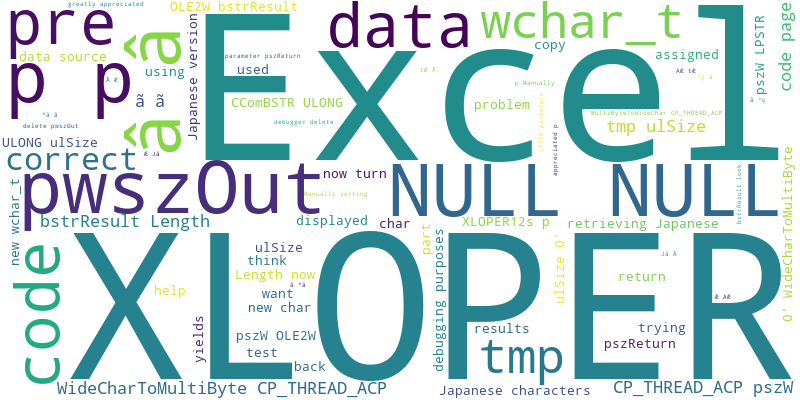 greatly appreciated
OLE2W bstrResult
pre
data
wchar_t
code page
data source
Excel
copy
pszW LPSTR
parameter pszReturn
assigned
using
used
Japanese version
p p
â
ã ã
CComBSTR ULONG
problem
p Manually
MultiByteToWideChar CP_THREAD_ACP
debugger delete
LPSTR pszReturn
tmp ulSize
delete pwszOut
appreciated p
ULONG ulSize
â
correct
pwszOut
now turn
NULL NULL
Manually setting
new wchar_t
bstrResult Length
displayed
char
XLOPER12s p
retrieving Japanese
bstrResult look
O' WideCharToMultiByte
code
XLOPER
ulSize
think
Length now
want
new char
help
part
debugging purposes
ulSize O'
return
trying
pszReturn
results
yields
pszW OLE2W
test
back
tmp
WideCharToMultiByte CP_THREAD_ACP
Japanese characters
CP_THREAD_ACP pszW